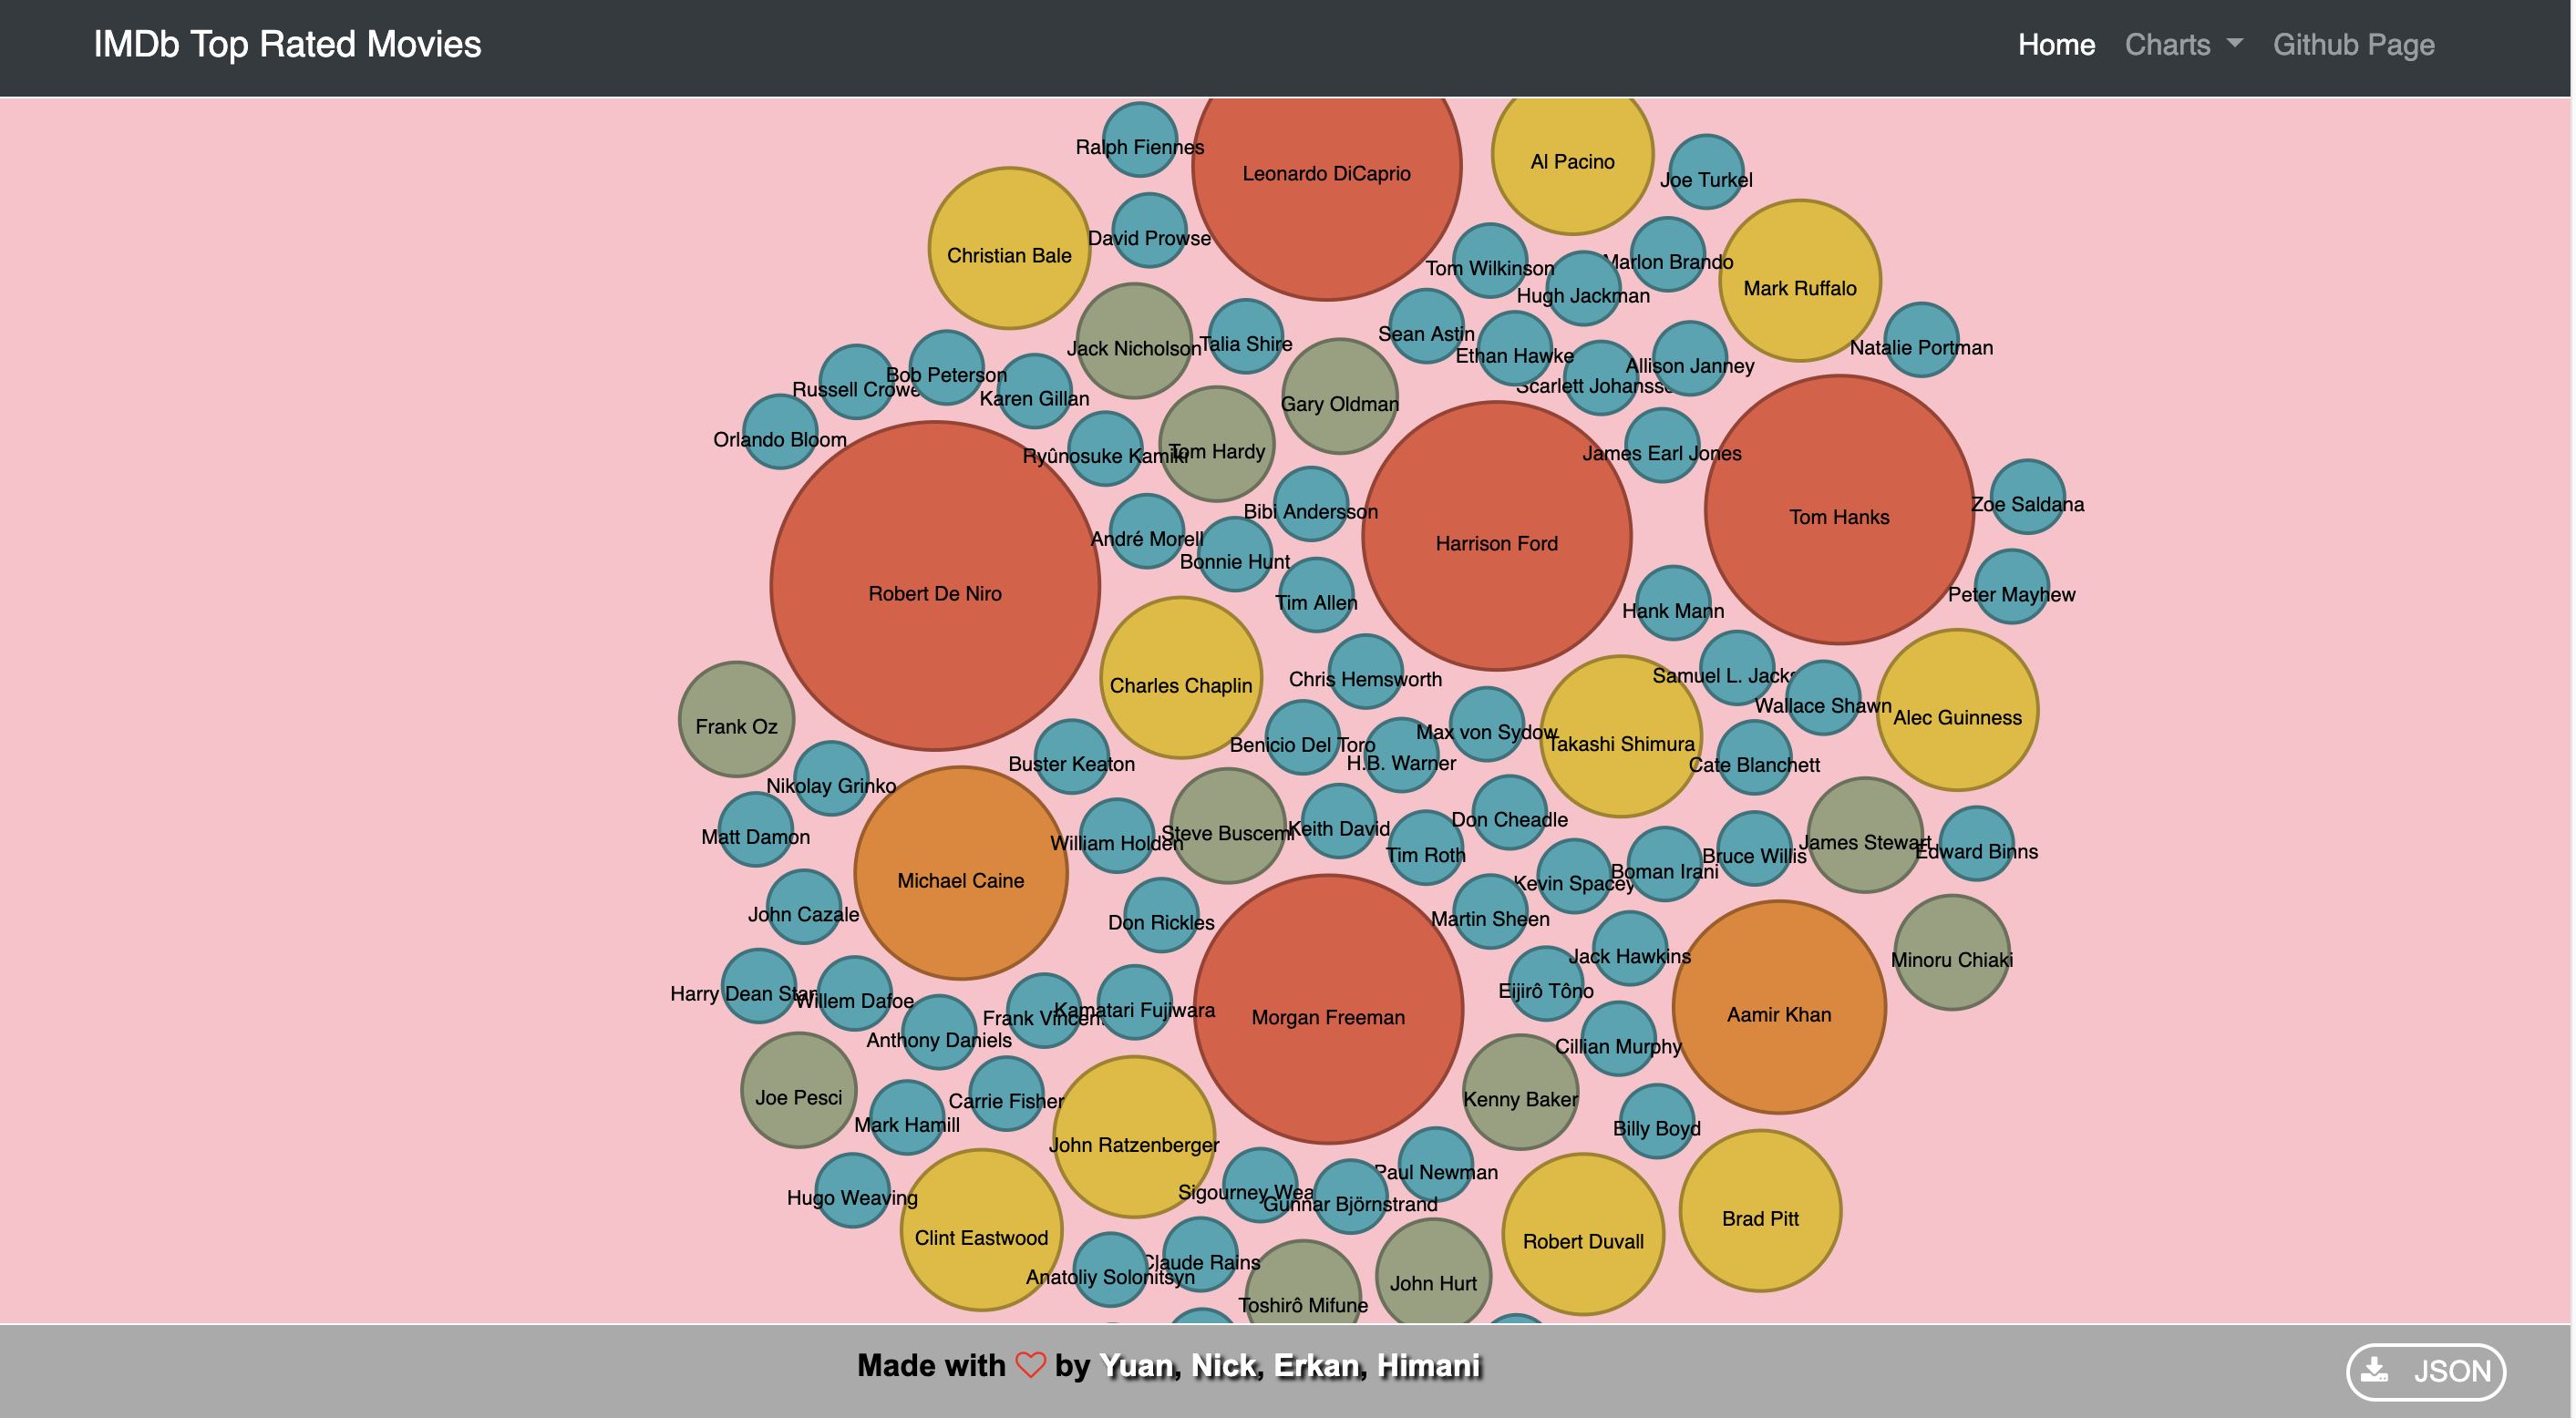 IMDb Top Rated Movies
Home
Charts
Github Page
Ralph Fiennes
Leonardo DiCaprio
Al Pacino
Joe Turkel
David Prowse
Christian Bale
Tom Wilkinson
Marlon Brando
Hugh Jackman
Mark Ruffalo
Jack Nicholson
Talia Shire
Sean Astin
Ethan Hawke
Natalie Portman
Allison Janney
Scarlett Johanss
Bob Peterson
Russell Crowe
Karen Gillan
Gary Oldman
Orlando Bloom
Ryûnosuke Kamiki
Tom Hardy
James Earl Jones
Zoe Saldana
Bibi Andersson
Tom Hanks
André Morell
Harrison Ford
Bonnie Hunt
Robert De Niro
Peter Mayhew
Tim Allen
Hank Mann
Samuel L. Jacks
Chris Hemsworth
Charles Chaplin
Wallace Shawn
Alec Guinness
Frank Oz
Max von Sydow
Takashi Shimura
Benicio Del Toro
H.B. Warner
Buster Keaton
Cate Blanchett
Nikolay Grinko
Don Cheadle
Keith David
Steve Buscemi
Matt Damon
William Holden
James Stewart
Edward Binns
Tim Roth
Bruce Willis
Boman Irani
Michael Caine
Kevin Spacey
John Cazale
Martin Sheen
Don Rickles
Jack Hawkins
Minoru Chiaki
Eijirô Tôno
Harry Dean Stan
Willem Dafoe
Kamatari Fujiwara
Aamir Khan
Morgan Freeman
Frank Vincent
Anthony Daniels
Cillian Murphy
Joe Pesci
Kenny Baker
Carrie Fisher
Mark Hamill
Billy Boyd
John Ratzenberger
Paul Newman
Sigourney Wea
Hugo Weaving
Gunnar Björnstrand
Brad Pitt
Clint Eastwood
Robert Duvall
Claude Rains
Anatoliy Solonitsyn
John Hurt
Toshirô Mifune
Made with by Yuan, Nick, Erkan, Himani
JSON